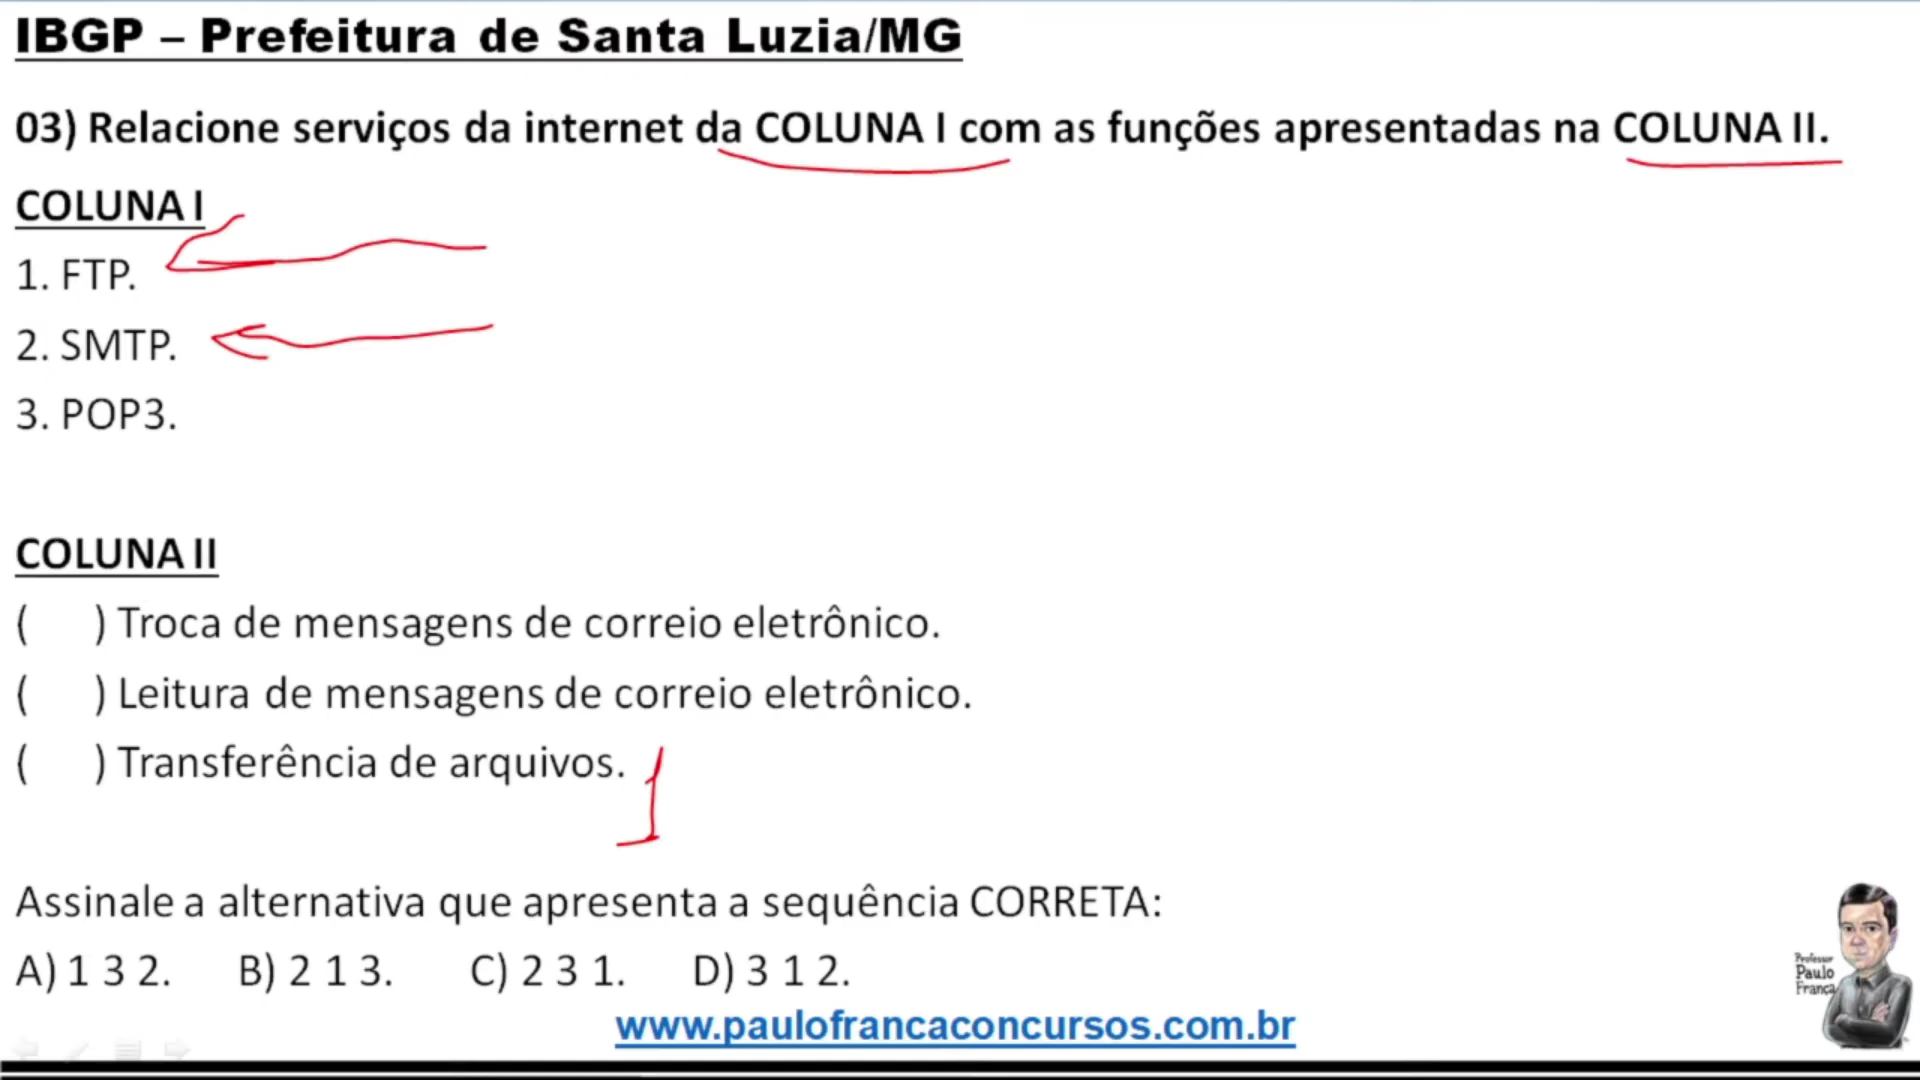 IBGP – Prefeitura de Santa Luzia/MG
03) Relacione serviços da internet da COLUNA I com as funções apresentadas na COLUNA II.
COLUNA I
1. FTP.
2. SMTP.
3. POP3.
COLUNA II
( ) Troca de mensagens de correio eletrônico.
( ) Leitura de mensagens de correio eletrônico.
( ) Transferência de arquivos. 1
Assinale a alternativa que apresenta a sequência CORRETA:
A) 1 3 2. B) 2 1 3. C) 2 3 1. D) 3 1 2.
www.paulofrancaconcursos.com.br
Professor
Paulo
França